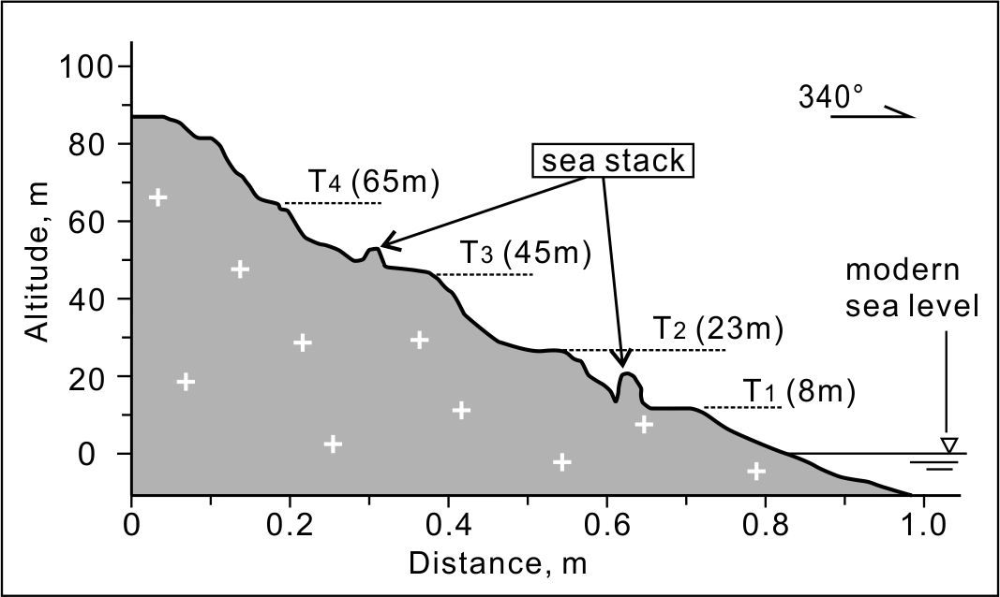 100
80
60
40
20
0
Altitude, m
340°
sea stack
T4 (65m)
T3 (45m)
modern
sea level
T2 (23m)
T1 (8m)
0 0.2 0.4 0.6 0.8 1.0
Distance, m